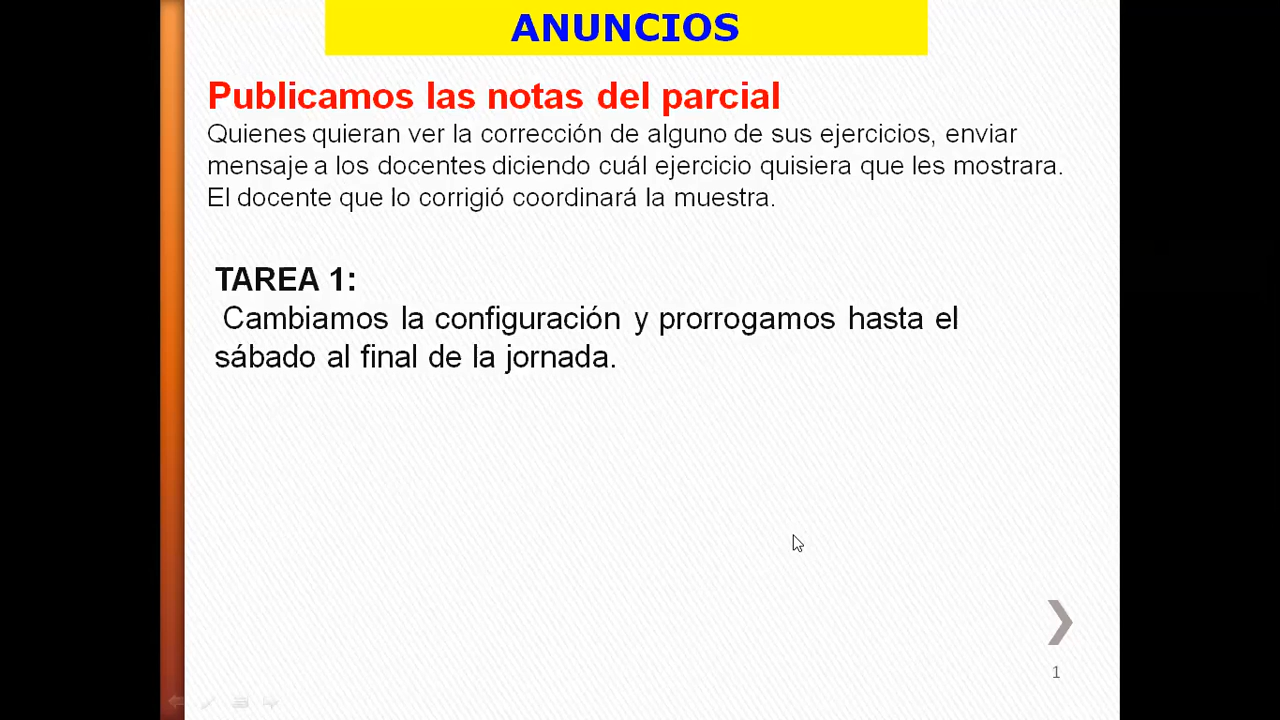 ANUNCIOS
Publicamos las notas del parcial
Quienes quieran ver la corrección de alguno de sus ejercicios, enviar
mensaje a los docentes diciendo cuál ejercicio quisiera que les mostrara.
El docente que lo corrigió coordinará la muestra.
TAREA 1:
Cambiamos la configuración y prorrogamos hasta el
sábado al final de la jornada.
1